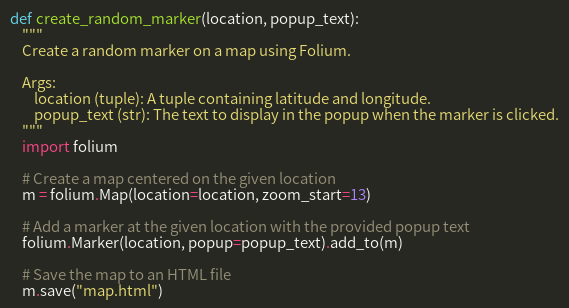 def create_random_marker(location, popup_text):
    """
    Create a random marker on a map using Folium.

    Args:
        location (tuple): A tuple containing latitude and longitude.
        popup_text (str): The text to display in the popup when the marker is clicked.
    """
    import folium

    # Create a map centered on the given location
    m = folium.Map(location=location, zoom_start=13)

    # Add a marker at the given location with the provided popup text
    folium.Marker(location, popup=popup_text).add_to(m)

    # Save the map to an HTML file
    m.save("map.html")